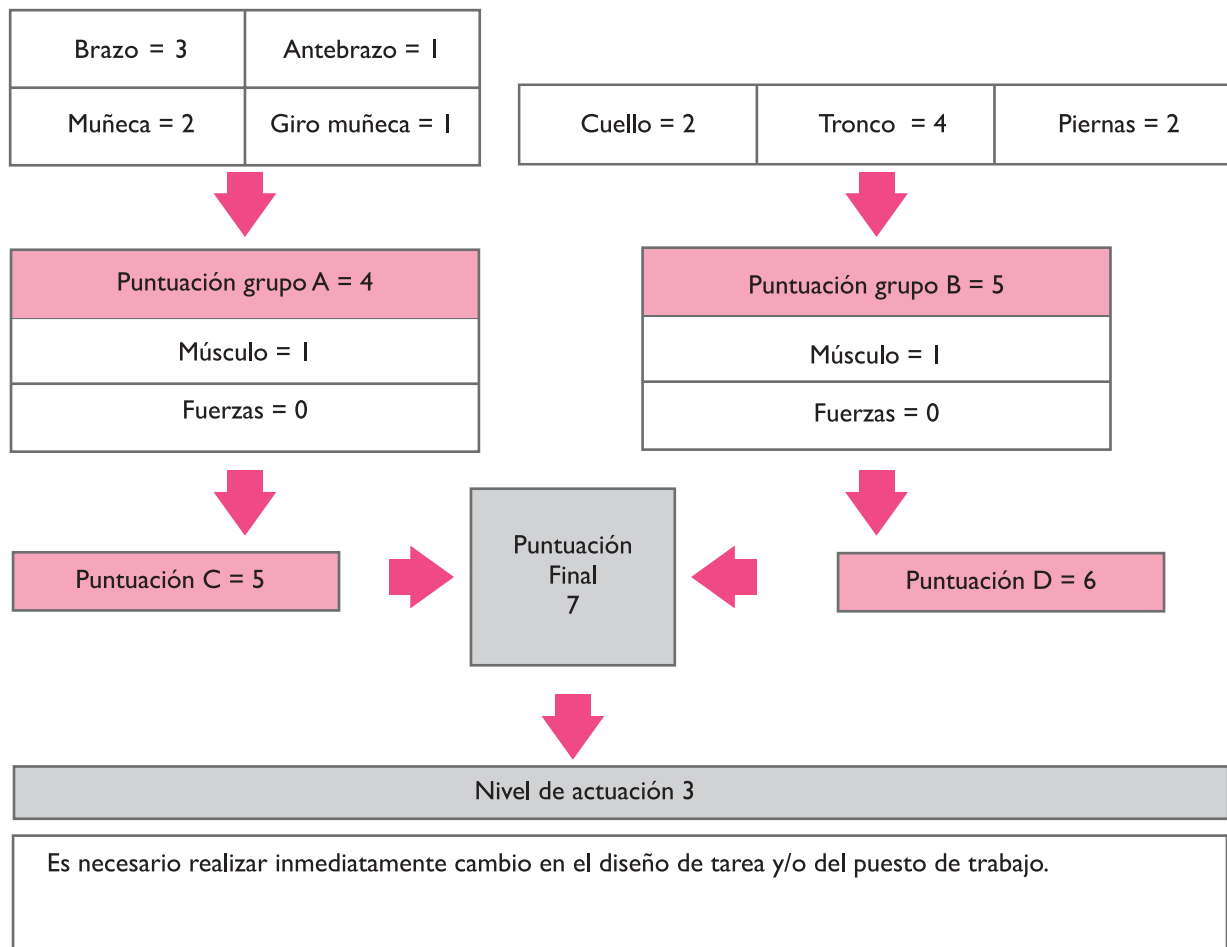 Brazo = 3
Antebrazo = 1
Muñeca = 2
Giro muñeca = 1
Cuello = 2
Tronco = 4
Piernas = 2
Puntuación grupo A = 4
Músculo = 1
Fuerzas = 0
Puntuación grupo B = 5
Músculo = 1
Fuerzas = 0
Puntuación C = 5
Puntuación
Final
7
Puntuación D = 6
Nivel de actuación 3
Es necesario realizar inmediatamente cambio en el diseño de tarea y/o del puesto de trabajo.